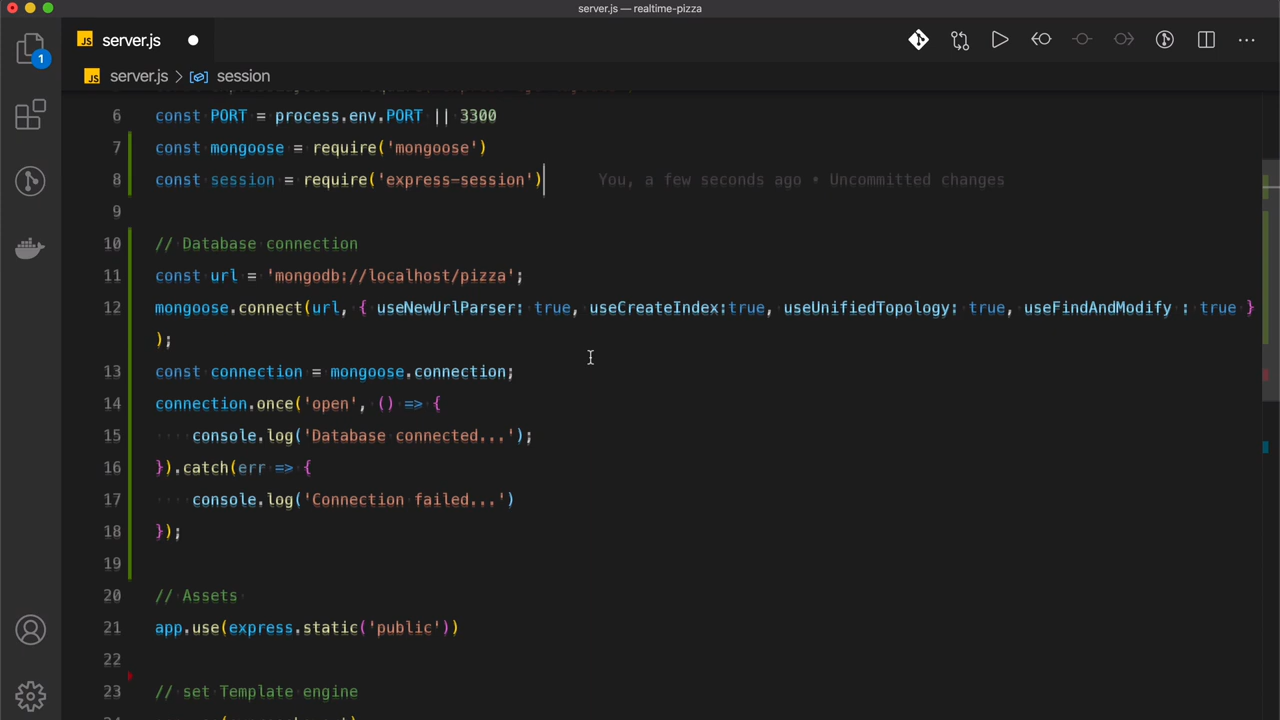 server.js — realtime-pizza
JS server.js
1
JS server.js > session
6 const PORT = process.env.PORT || 3300
7 const mongoose = require('mongoose')
8 const session = require('express-session') You, a few seconds ago • Uncommitted changes
9
10 // Database connection
11 const url = 'mongodb://localhost/pizza';
12 mongoose.connect(url, { useNewUrlParser: true, useCreateIndex:true, useUnifiedTopology: true, useFindAndModify : true }
);
13 const connection = mongoose.connection;
14 connection.once('open', () => {
15 console.log('Database connected...');
16 }).catch(err => {
17 console.log('Connection failed...')
18 });
19
20 // Assets
21 app.use(express.static('public'))
22
23 // set Template engine